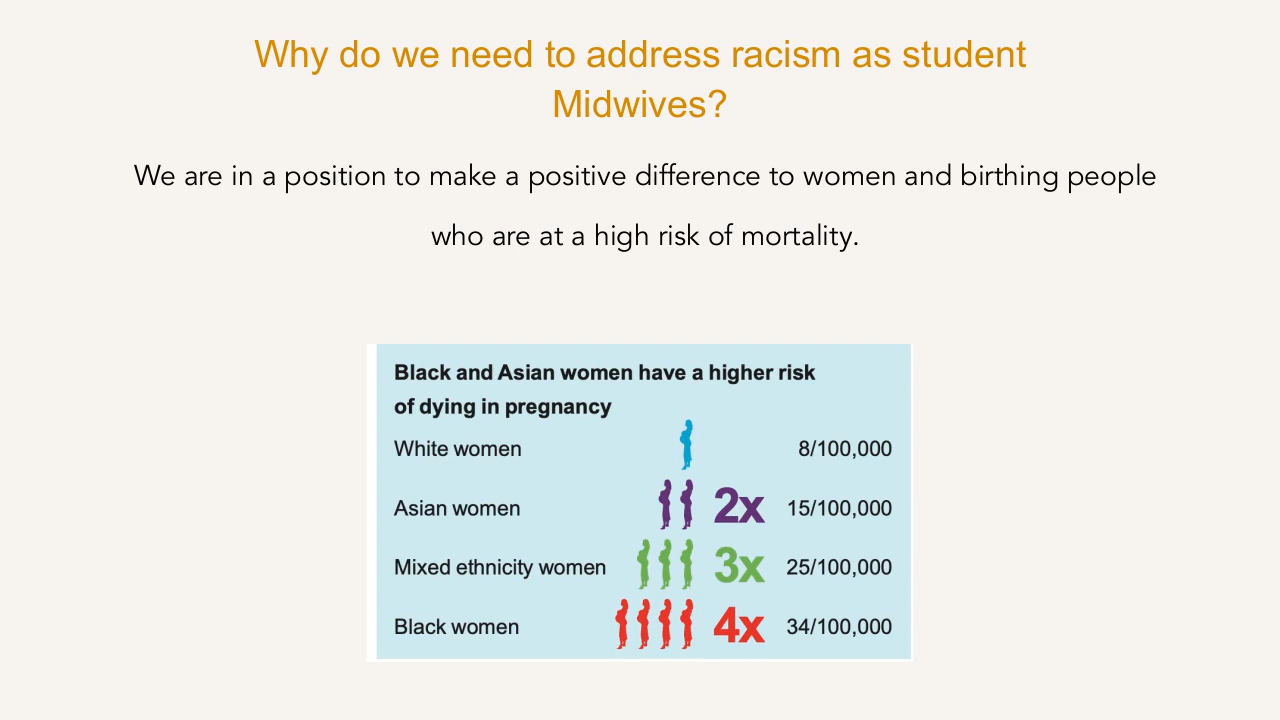 Why do we need to address racism as student
Midwives?
We are in a position to make a positive difference to women and birthing people
who are at a high risk of mortality.
Black and Asian women have a higher risk
of dying in pregnancy
White women 8/100,000
Asian women 2x 15/100,000
Mixed ethnicity women 3x 25/100,000
Black women 4x 34/100,000